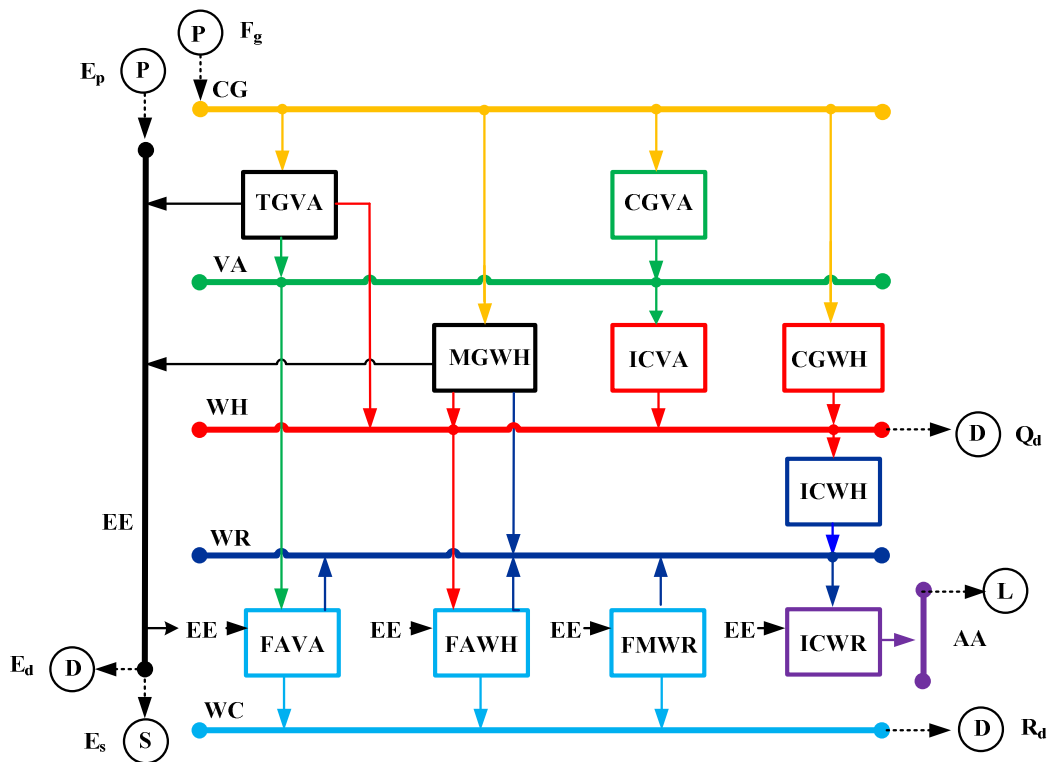 P F_g
E_p P
CG
TGVA CGVA
VA
MGWH ICVA CGWH
WH
D Q_d
ICWH
EE
WR
L
EE FAVA EE FAWH EE FMWR EE ICWR AA
E_d D
WC
E_s S
D R_d